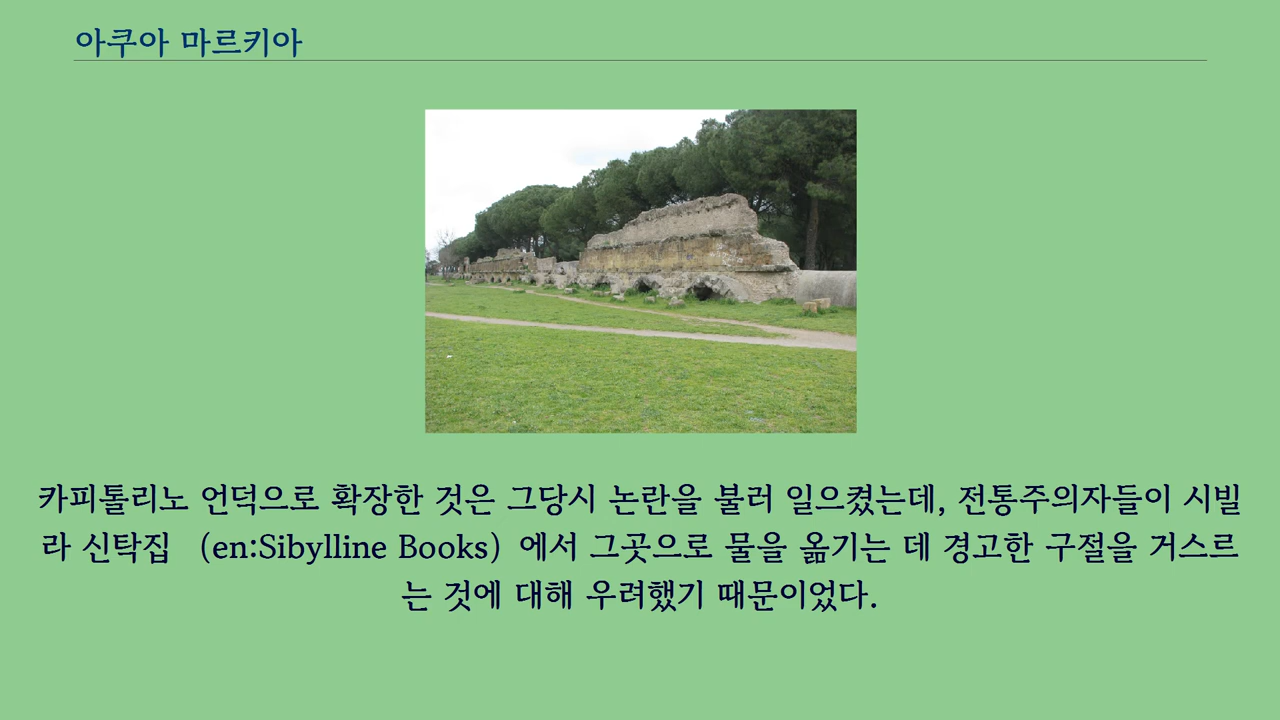 아쿠아 마르키아
카피톨리노 언덕으로 확장한 것은 그당시 논란을 불러 일으켰는데, 전통주의자들이 시빌
라 신탁집 （en:Sibylline Books）에서 그곳으로 물을 옮기는 데 경고한 구절을 거스르
는 것에 대해 우려했기 때문이었다.